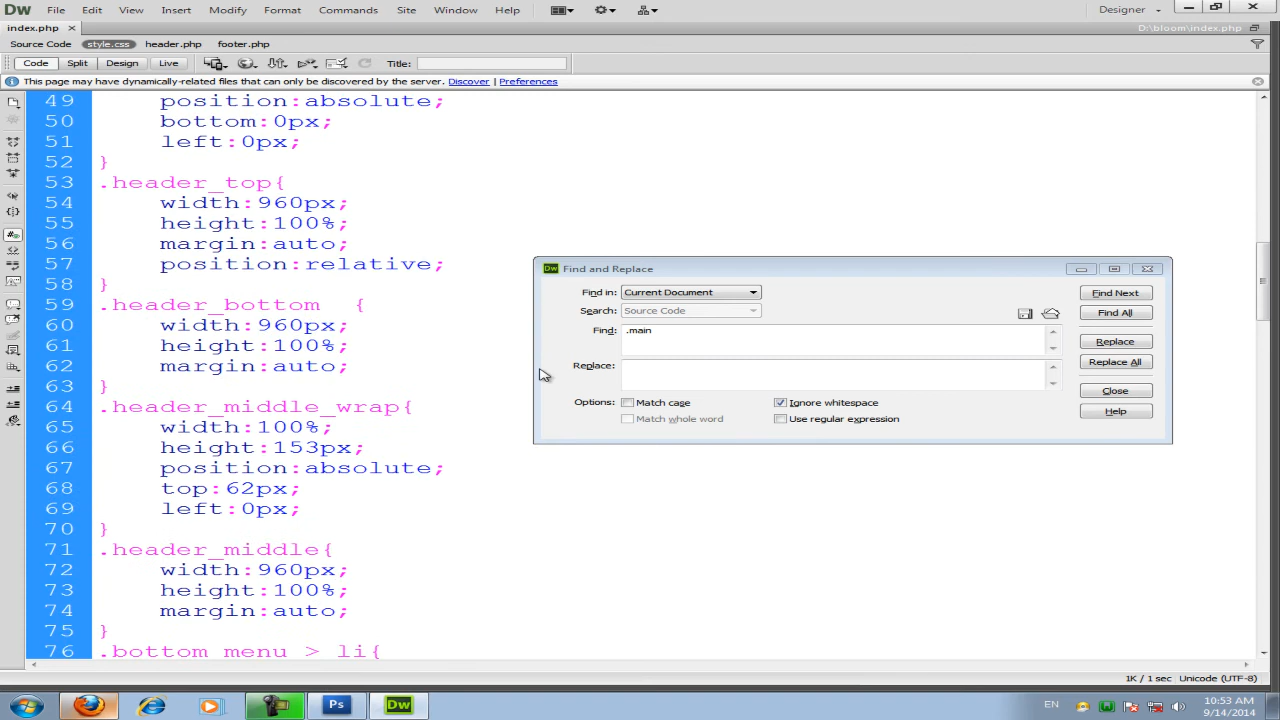 Dw File Edit View Insert Modify Format Commands Site Window Help Designer
index.php x D:\bloom\index.php
Source Code style.css header.php footer.php
Code Split Design Live Title:
This page may have dynamically-related files that can only be discovered by the server. Discover | Preferences
49 position:absolute;
50 bottom:0px;
51 left:0px;
52 }
53 .header_top{
54 width:960px;
55 height:100%;
56 margin:auto;
57 position:relative;
58 }
59 .header_bottom {
60 width:960px;
61 height:100%;
62 margin:auto;
63 }
64 .header_middle_wrap{
65 width:100%;
66 height:153px;
67 position:absolute;
68 top:62px;
69 left:0px;
70 }
71 .header_middle{
72 width:960px;
73 height:100%;
74 margin:auto;
75 }
76 .bottom_menu > li{
Dw Find and Replace
Find in: Current Document Find Next
Search: Source Code Find All
Find: .main
Replace
Replace: Replace All
Options: Match case Ignore whitespace Close
Match whole word Use regular expression Help
1K / 1 sec Unicode (UTF-8)
Ps Dw EN 10:53 AM
9/14/2014